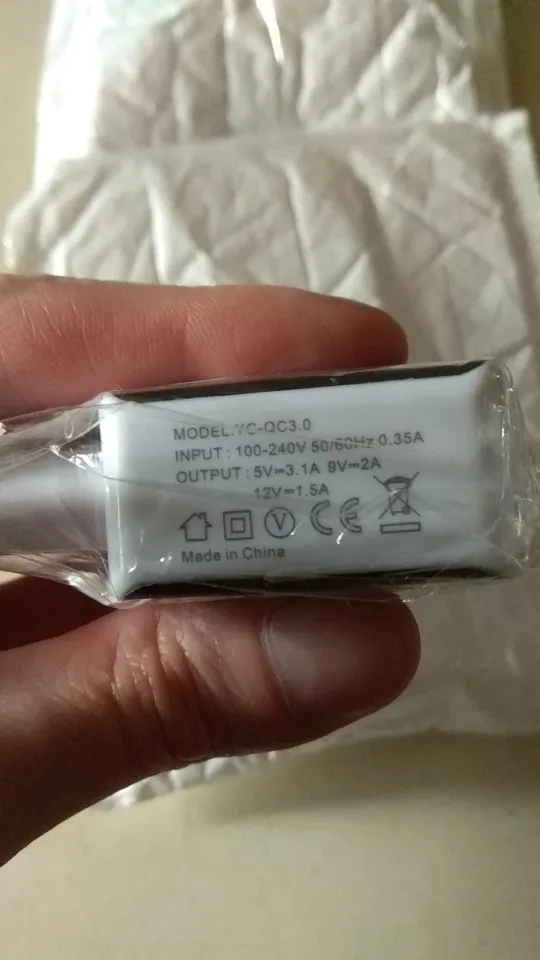 MODEL:YC-QC3.0
INPUT : 100-240V 50/60Hz 0.35A
OUTPUT : 5V⎓3.1A 9V⎓2A
12V⎓1.5A
V CE
Made in China